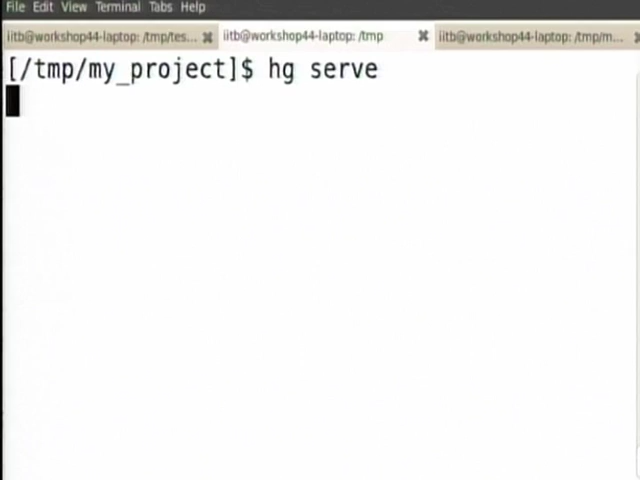 File Edit View Terminal Tabs Help
iitb@workshop44-laptop: /tmp/tes... iitb@workshop44-laptop: /tmp iitb@workshop44-laptop: /tmp/m...
[/tmp/my_project]$ hg serve